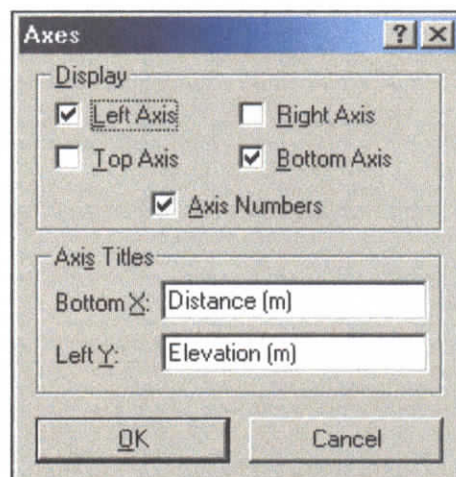 Axes
Display
Left Axis Right Axis
Top Axis Bottom Axis
Axis Numbers
Axis Titles
Bottom X: Distance (m)
Left Y: Elevation (m)
OK Cancel